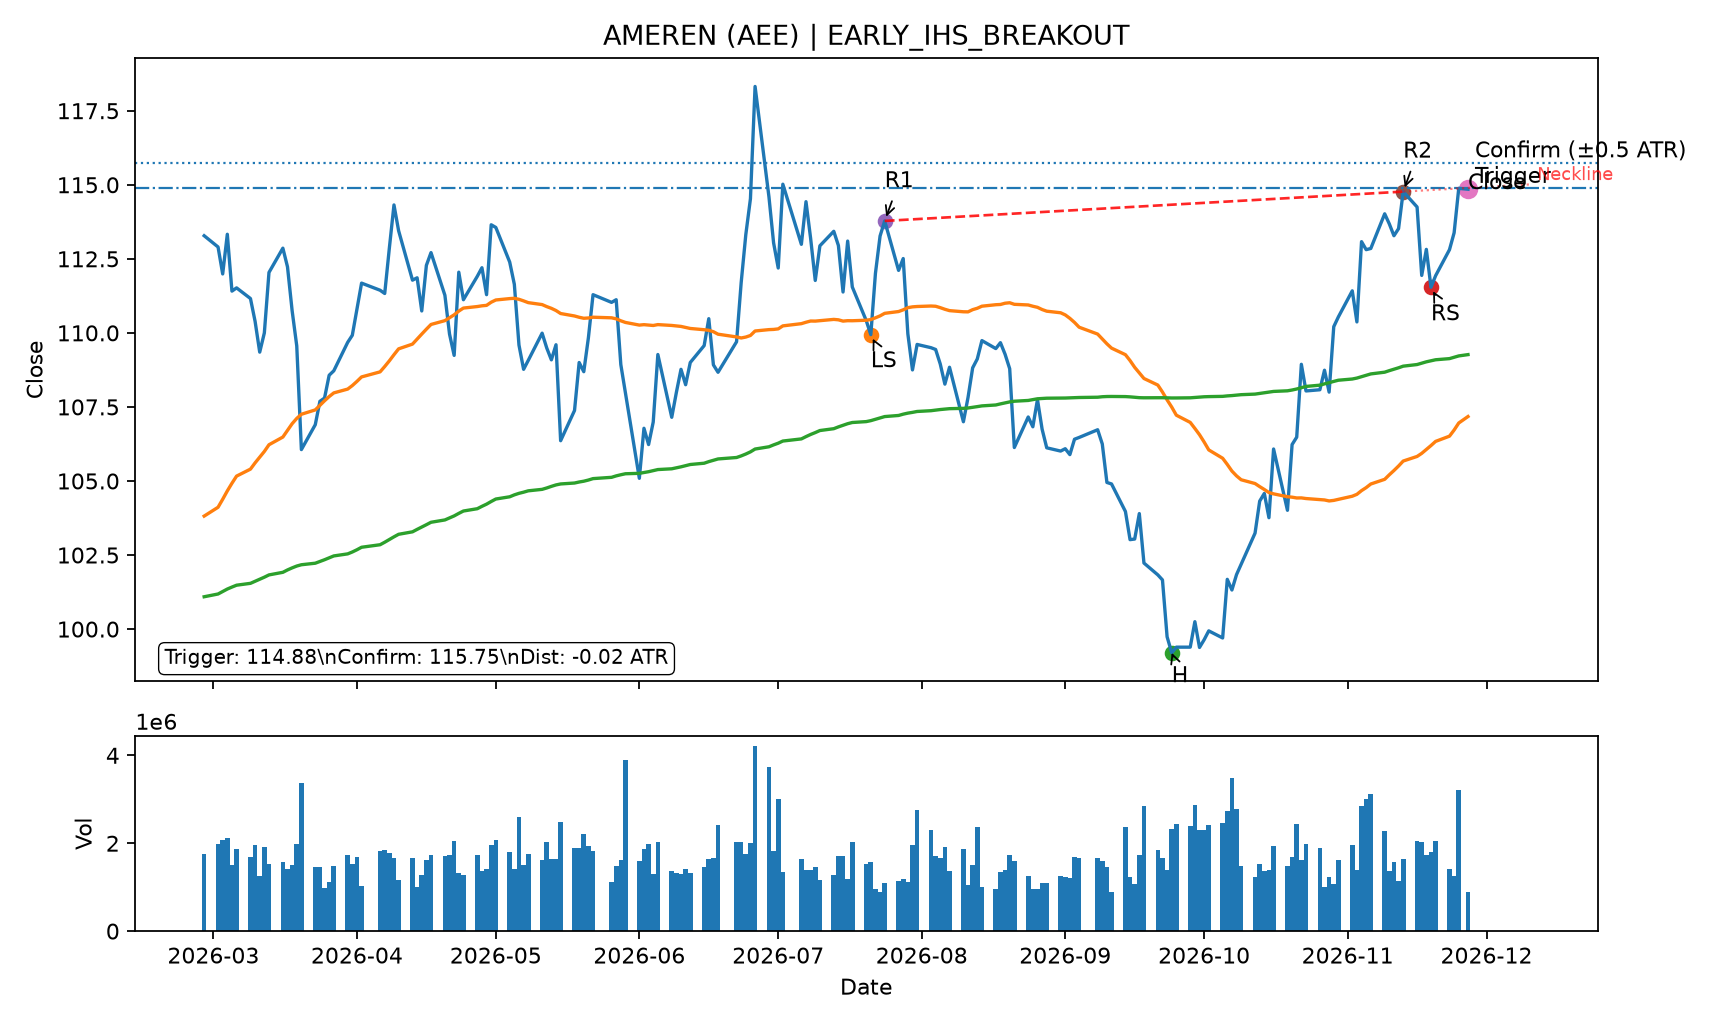 AMEREN (AEE) | EARLY_IHS_BREAKOUT
Close
117.5
115.0
112.5
110.0
107.5
105.0
102.5
100.0
R1
R2
Confirm (±0.5 ATR)
Trigger
Close
Neckline
LS
RS
H
Trigger: 114.88\nConfirm: 115.75\nDist: -0.02 ATR
1e6
Vol
4
2
0
2026-03
2026-04
2026-05
2026-06
2026-07
2026-08
2026-09
2026-10
2026-11
2026-12
Date